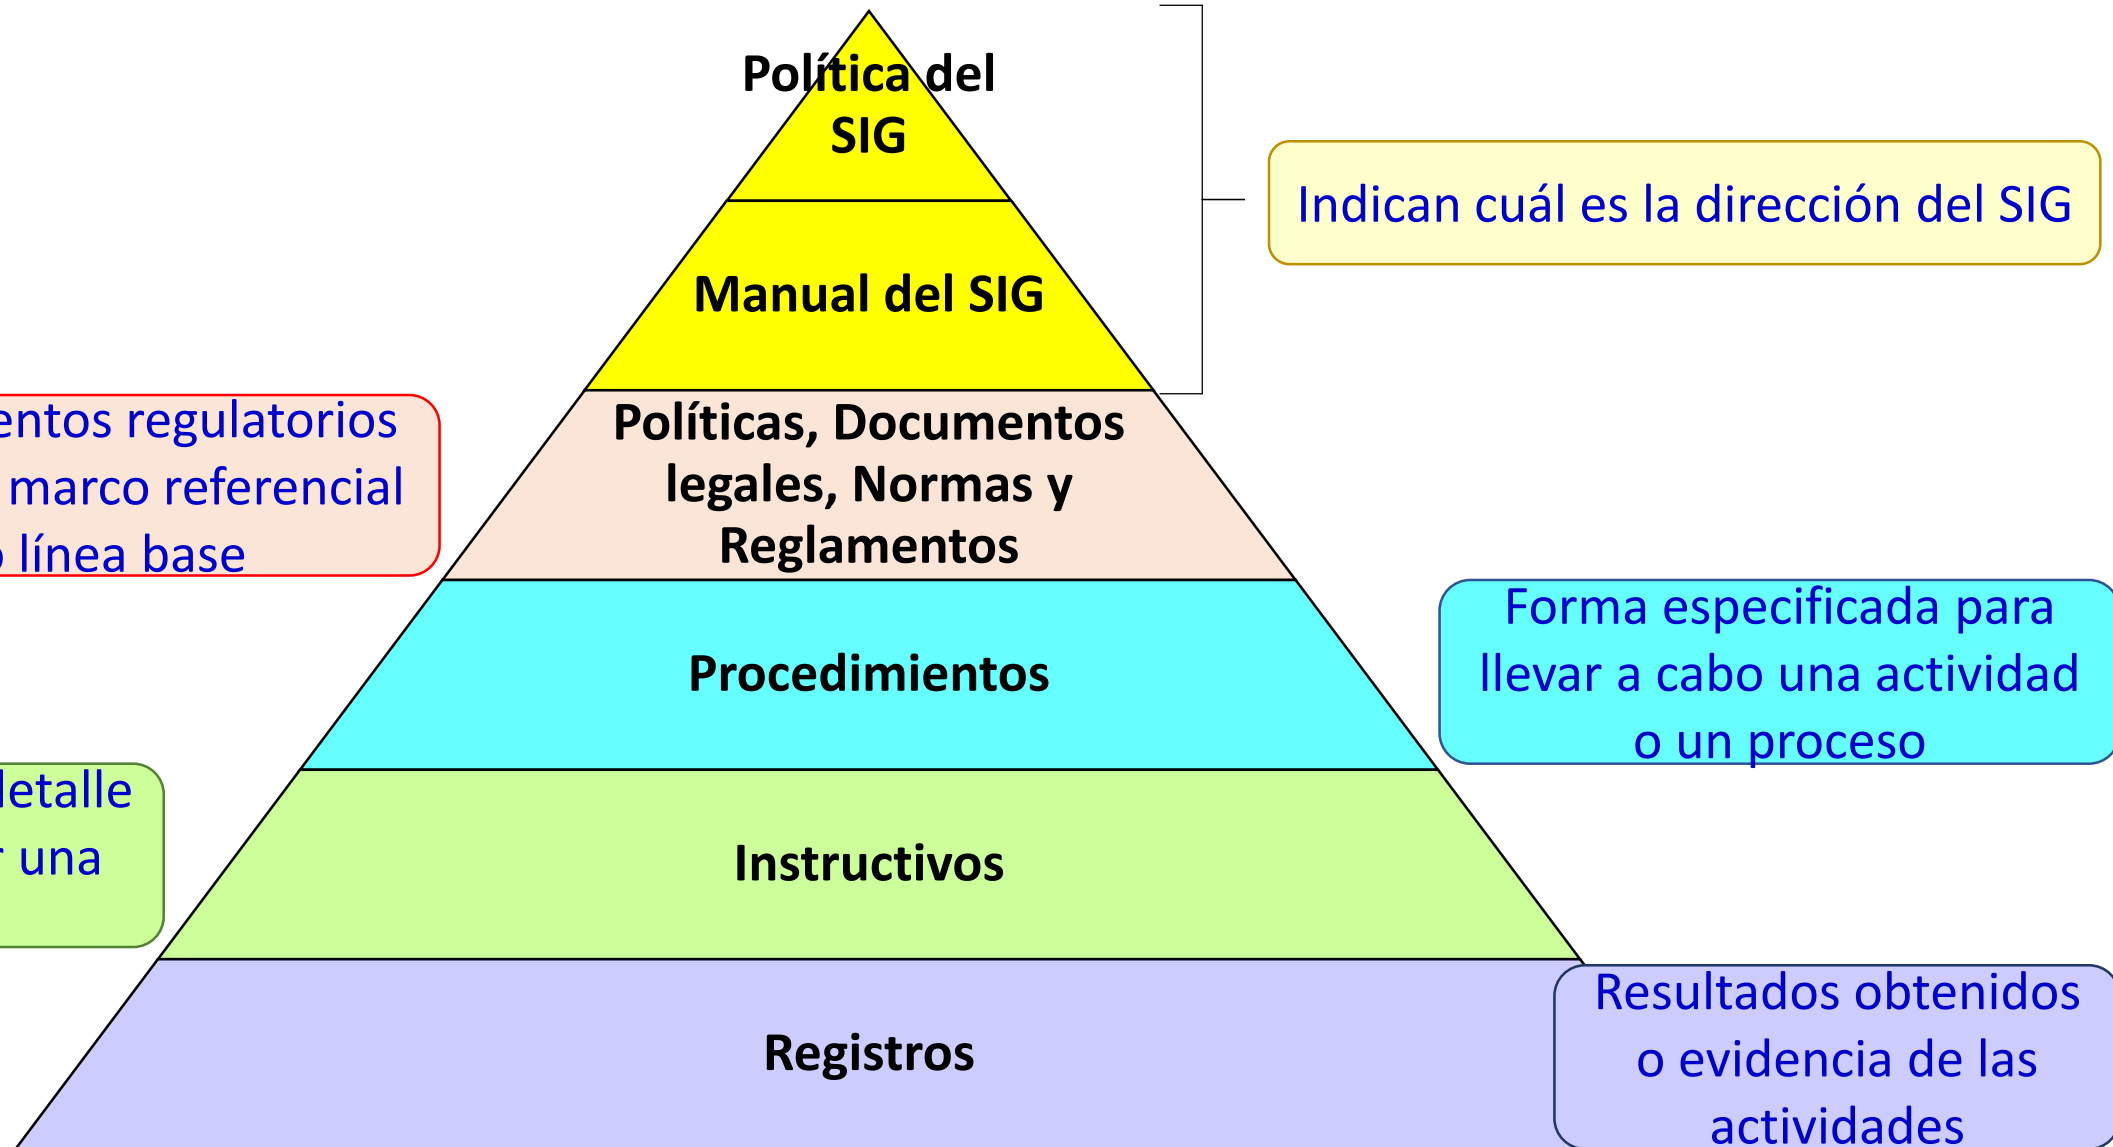 Política del
SIG
Indican cuál es la dirección del SIG
Manual del SIG
regulatorios
marco referencial
línea base
Políticas, Documentos
legales, Normas y
Reglamentos
Procedimientos
Forma especificada para
llevar a cabo una actividad
o un proceso
una
Instructivos
Registros
Resultados obtenidos
o evidencia de las
actividades